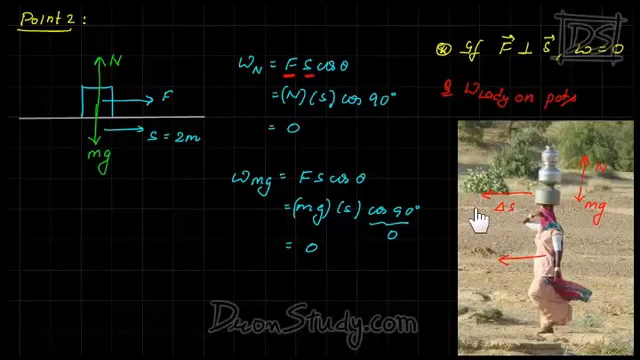 Point 2 :
N
F
s = 2m
mg
W_N = F s cos θ
= (N) (s) cos 90°
= 0
W_mg = F s cos θ
= (mg) (s) cos 90°
0
= 0
DS
If F⃗ ⊥ s⃗, W = 0
W Lady on pots
N
mg
Δs
DronStudy.com